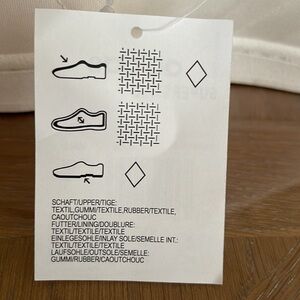 SCHAFT/UPPER/TIGE:
TEXTIL,GUMMI/TEXTILE,RUBBER/TEXTILE,
CAOUTCHOUC
FUTTER/LINING/DOUBLURE:
TEXTIL/TEXTILE/TEXTILE
EINLEGESOHLE/INLAY SOLE/SEMELLE INT.:
TEXTIL/TEXTILE/TEXTILE
LAUFSOHLE/OUTSOLE/SEMELLE:
GUMMI/RUBBER/CAOUTCHOUC